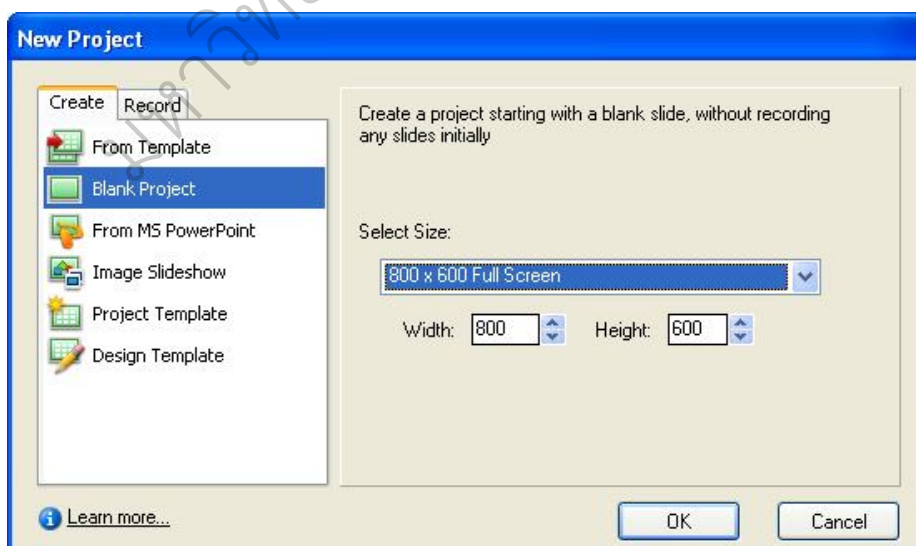 New Project
Create
Record
From Template
Blank Project
From MS PowerPoint
Image Slideshow
Project Template
Design Template
Create a project starting with a blank slide, without recording
any slides initially
Select Size:
800 x 600 Full Screen
Width: 800 Height: 600
Learn more...
OK Cancel